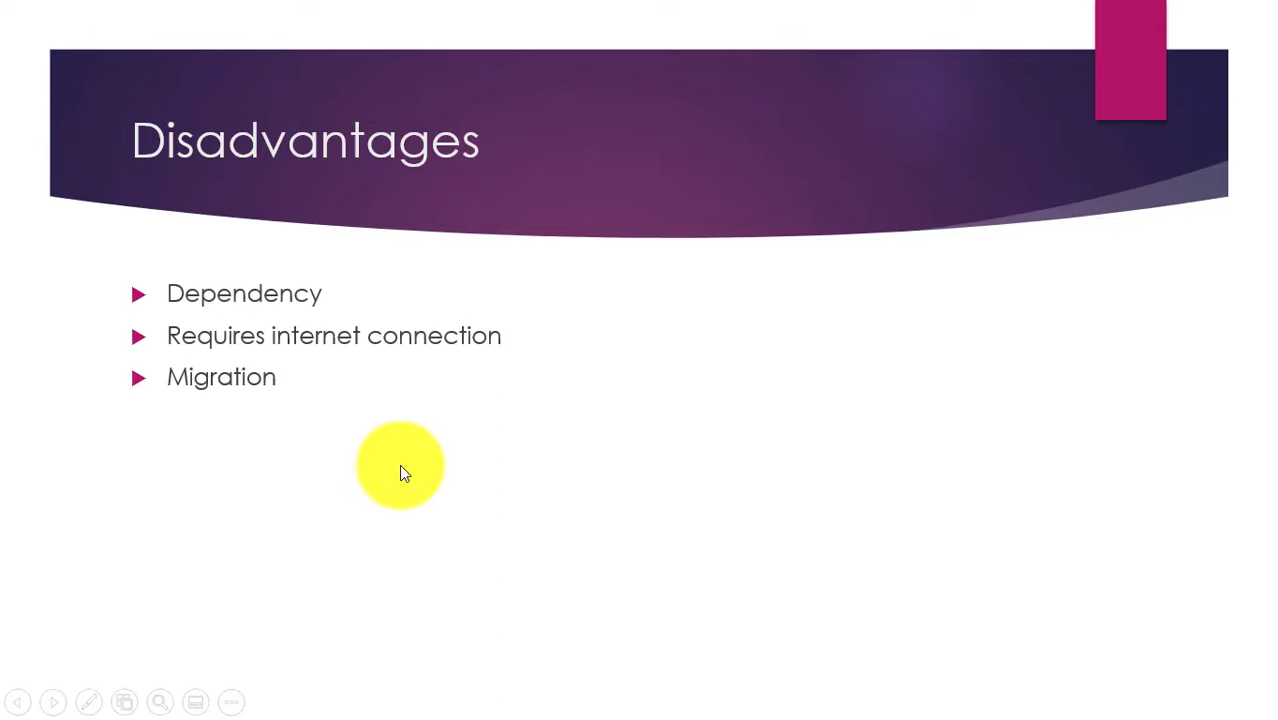 Disadvantages
Dependency
Requires internet connection
Migration